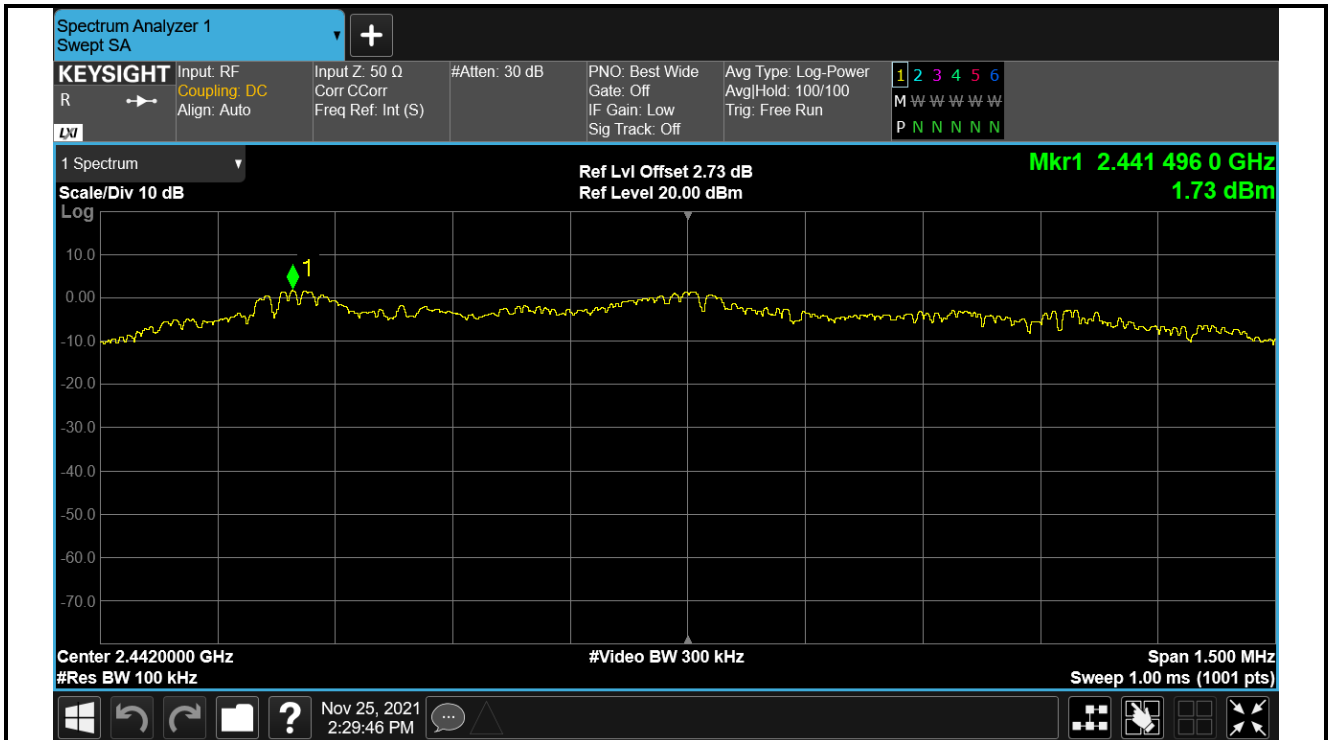 Spectrum Analyzer 1
Swept SA
+
KEYSIGHT
R
LXI
Input: RF
Coupling: DC
Align: Auto
Input Z: 50 Ω
Corr CCorr
Freq Ref: Int (S)
#Atten: 30 dB
PNO: Best Wide
Gate: Off
IF Gain: Low
Sig Track: Off
Avg Type: Log-Power
Avg|Hold: 100/100
Trig: Free Run
1 2 3 4 5 6
M W W W W W
P N N N N N
1 Spectrum
Scale/Div 10 dB
Log
Ref Lvl Offset 2.73 dB
Ref Level 20.00 dBm
Mkr1 2.441 496 0 GHz
1.73 dBm
10.0
1
0.00
-10.0
-20.0
-30.0
-40.0
-50.0
-60.0
-70.0
Center 2.4420000 GHz
#Res BW 100 kHz
#Video BW 300 kHz
Span 1.500 MHz
Sweep 1.00 ms (1001 pts)
?
Nov 25, 2021
2:29:46 PM